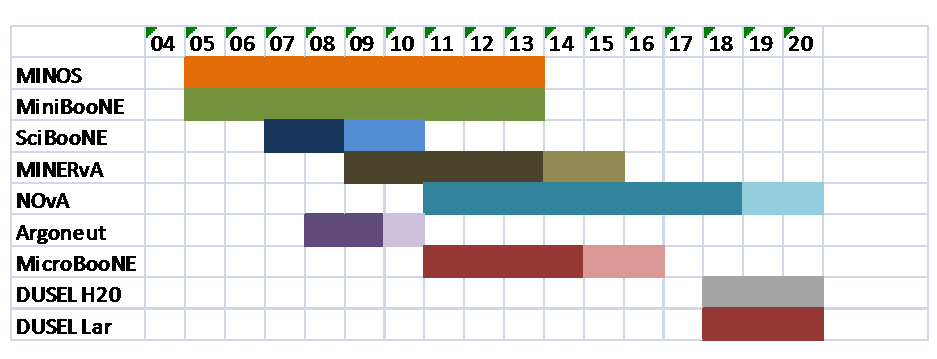 04 05 06 07 08 09 10 11 12 13 14 15 16 17 18 19 20
MINOS
MiniBooNE
SciBooNE
MINERvA
NOvA
Argoneut
MicroBooNE
DUSEL H20
DUSEL Lar